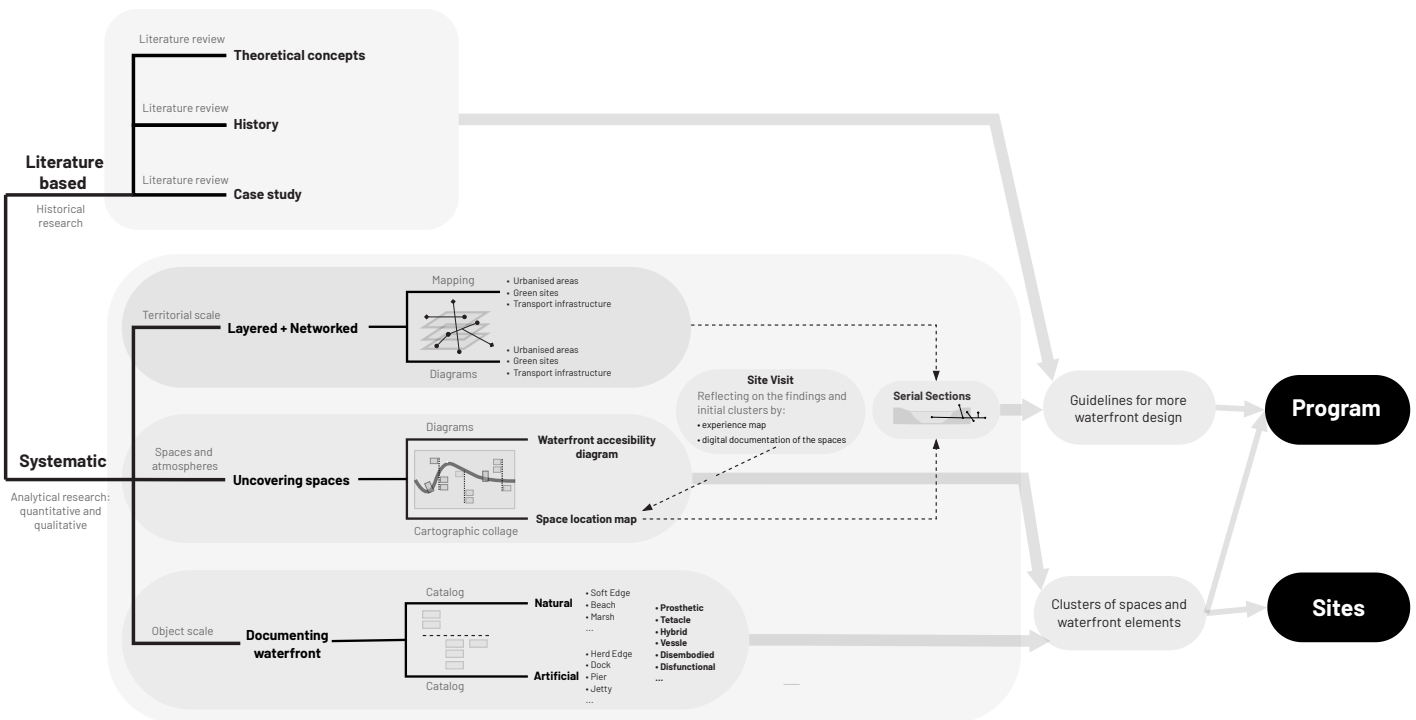 Literature review
Theoretical concepts
Literature review
History
Literature
based
Literature review
Case study
Historical
research
Mapping
• Urbanised areas
• Green sites
• Transport infrastructure
Territorial scale
Layered + Networked
• Urbanised areas
• Green sites
• Transport infrastructure
Diagrams
Site Visit
Reflecting on the findings and
initial clusters by:
• experience map
• digital documentation of the spaces
Serial Sections
Guidelines for more
waterfront design
Program
Systematic
Analytical research:
quantitative and
qualitative
Spaces and
atmospheres
Uncovering spaces
Diagrams
Waterfront accesibility
diagram
Space location map
Cartographic collage
Object scale
Documenting
waterfront
Catalog
Natural
• Soft Edge
• Beach
• Marsh
...
• Prosthetic
• Tetacle
• Hybrid
• Vessle
• Disembodied
• Disfunctional
...
• Herd Edge
• Dock
• Pier
• Jetty
...
Artificial
Catalog
Clusters of spaces and
waterfront elements
Sites